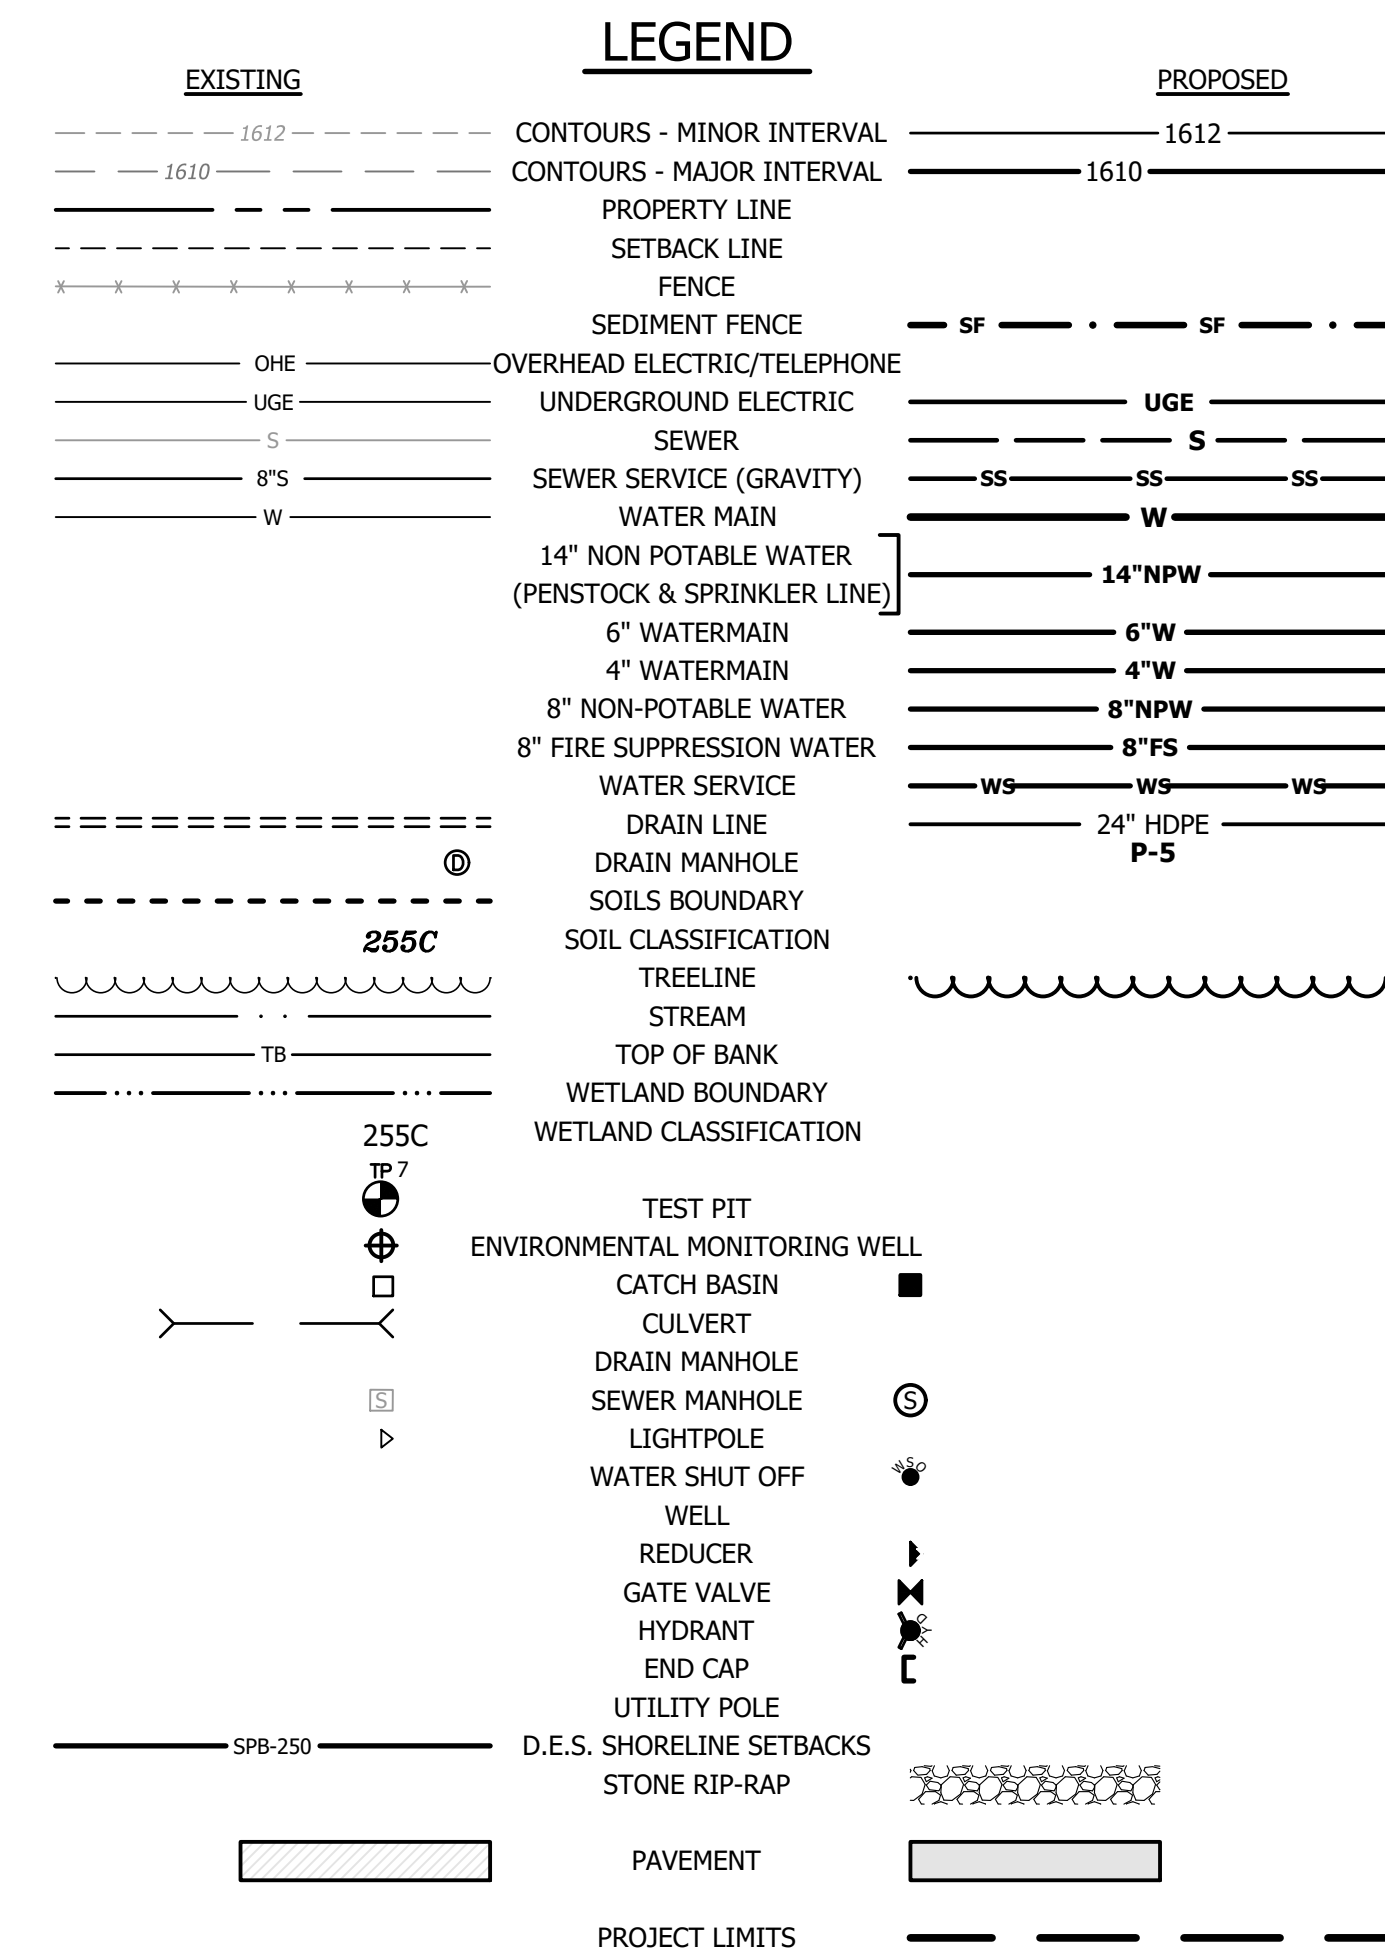 LEGEND
EXISTING PROPOSED
1612 CONTOURS - MINOR INTERVAL 1612
1610 CONTOURS - MAJOR INTERVAL 1610
PROPERTY LINE
SETBACK LINE
X X X X X X X X FENCE
SEDIMENT FENCE SF SF
OHE OVERHEAD ELECTRIC/TELEPHONE
UGE UNDERGROUND ELECTRIC UGE
S SEWER S
8"S SEWER SERVICE (GRAVITY) SS SS SS
W WATER MAIN W
14" NON POTABLE WATER
(PENSTOCK & SPRINKLER LINE) 14"NPW
6" WATERMAIN 6"W
4" WATERMAIN 4"W
8" NON-POTABLE WATER 8"NPW
8" FIRE SUPPRESSION WATER 8"FS
WATER SERVICE WS WS WS
DRAIN LINE 24" HDPE
P-5
D DRAIN MANHOLE
SOILS BOUNDARY
255C SOIL CLASSIFICATION
TREELINE
STREAM
TB TOP OF BANK
WETLAND BOUNDARY
255C WETLAND CLASSIFICATION
TP 7
TEST PIT
ENVIRONMENTAL MONITORING WELL
CATCH BASIN
CULVERT
DRAIN MANHOLE
S SEWER MANHOLE S
LIGHTPOLE
WATER SHUT OFF WSO
WELL
REDUCER
GATE VALVE
HYDRANT HYD
END CAP
UTILITY POLE
SPB-250 D.E.S. SHORELINE SETBACKS
STONE RIP-RAP
PAVEMENT
PROJECT LIMITS